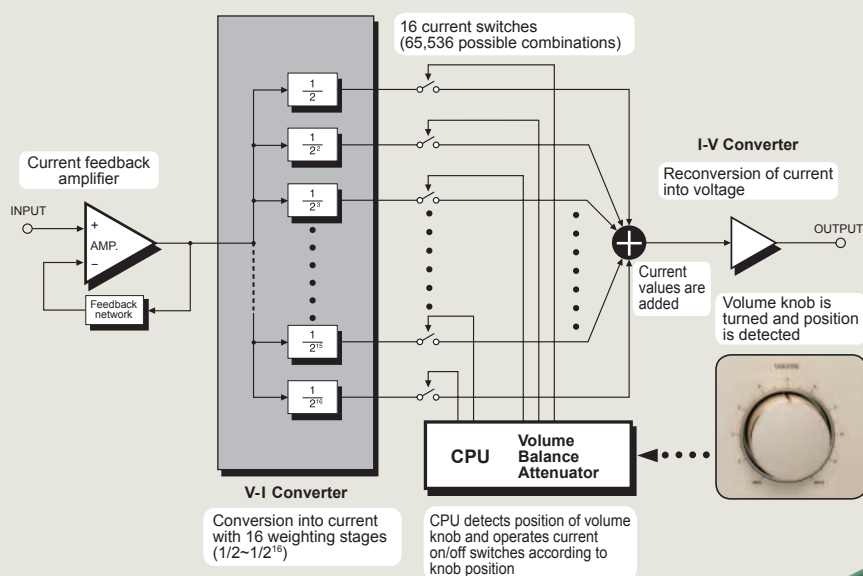 16 current switches
(65,536 possible combinations)
1/2
1/2²
1/2³
1/2¹⁵
1/2¹⁶
Current feedback
amplifier
INPUT
+
AMP.
−
Feedback
network
V-I Converter
Conversion into current
with 16 weighting stages
(1/2~1/2¹⁶)
I-V Converter
Reconversion of current
into voltage
OUTPUT
+
Current
values are
added
Volume knob is
turned and position
is detected
VOLUME
CPU
Volume
Balance
Attenuator
CPU detects position of volume
knob and operates current
on/off switches according to
knob position